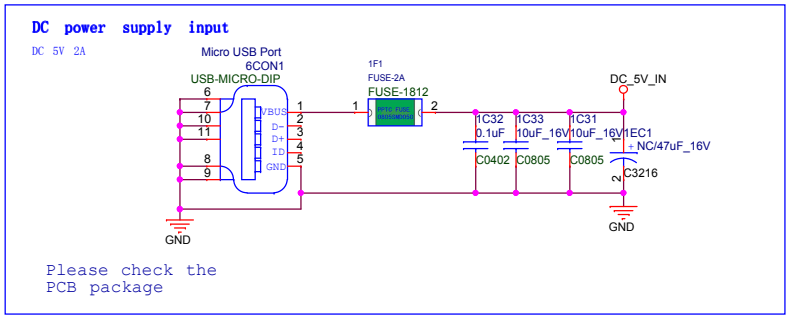 DC power supply input
DC 5V 2A
Micro USB Port
6CON1
USB-MICRO-DIP
6
7
10
11
8
9
VBUS
D-
D+
ID
GND
1
2
3
4
5
1F1
FUSE-2A
FUSE-1812
1
2
PPTC FUSE
DC_5V_IN
1C32
0.1uF
C0402
1C33
10uF_16V
C0805
1C31
10uF_16V
C0805
1EC1
1
+ NC/47uF_16V
2
C3216
GND
GND
Please check the
PCB package